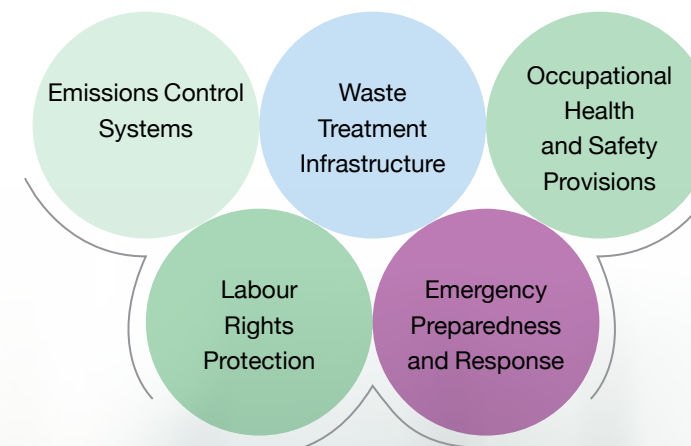 Emissions Control
Systems
Waste
Treatment
Infrastructure
Occupational
Health
and Safety
Provisions
Labour
Rights
Protection
Emergency
Preparedness
and Response